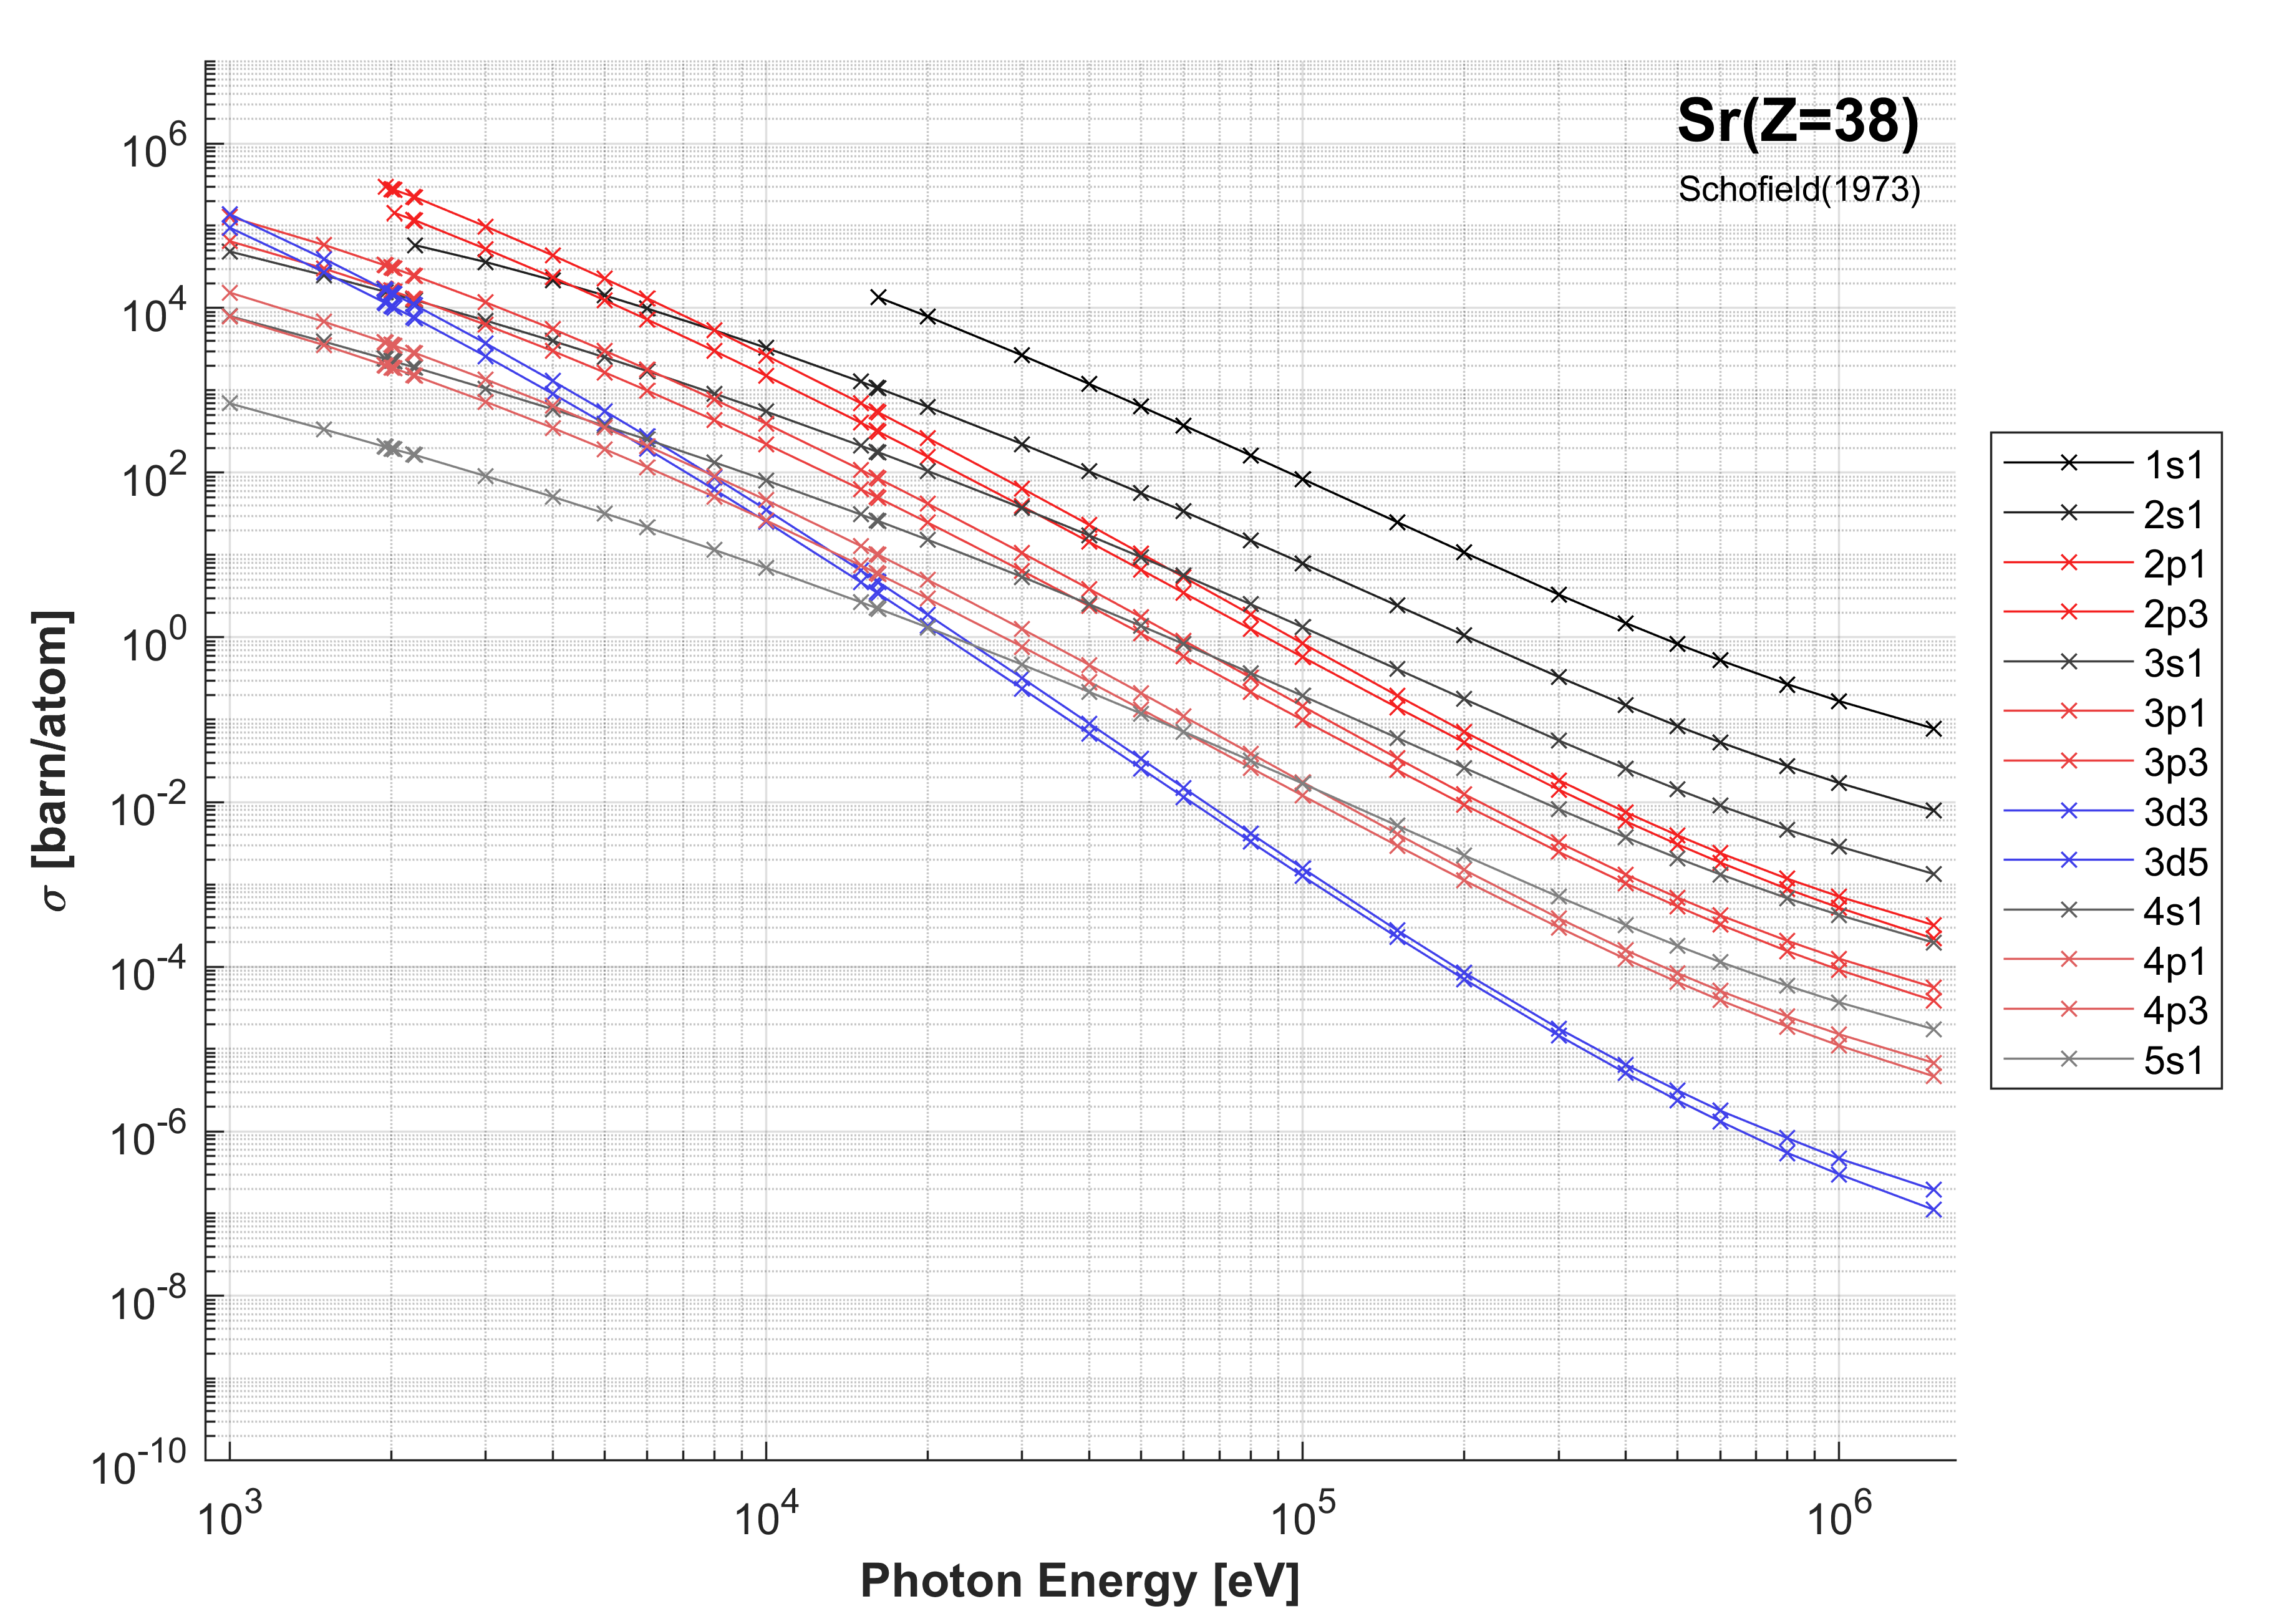 Sr(Z=38)
Schofield(1973)
10^6
10^4
10^2
10^0
10^-2
10^-4
10^-6
10^-8
10^-10
σ [barn/atom]
10^3
10^4
10^5
10^6
Photon Energy [eV]
1s1
2s1
2p1
2p3
3s1
3p1
3p3
3d3
3d5
4s1
4p1
4p3
5s1